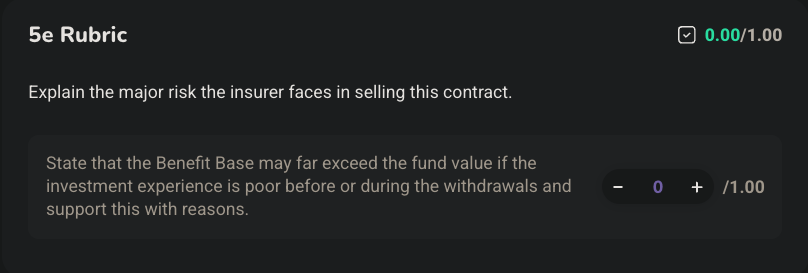 5e Rubric
0.00/1.00
Explain the major risk the insurer faces in selling this contract.
State that the Benefit Base may far exceed the fund value if the
investment experience is poor before or during the withdrawals and
support this with reasons.
− 0 + /1.00